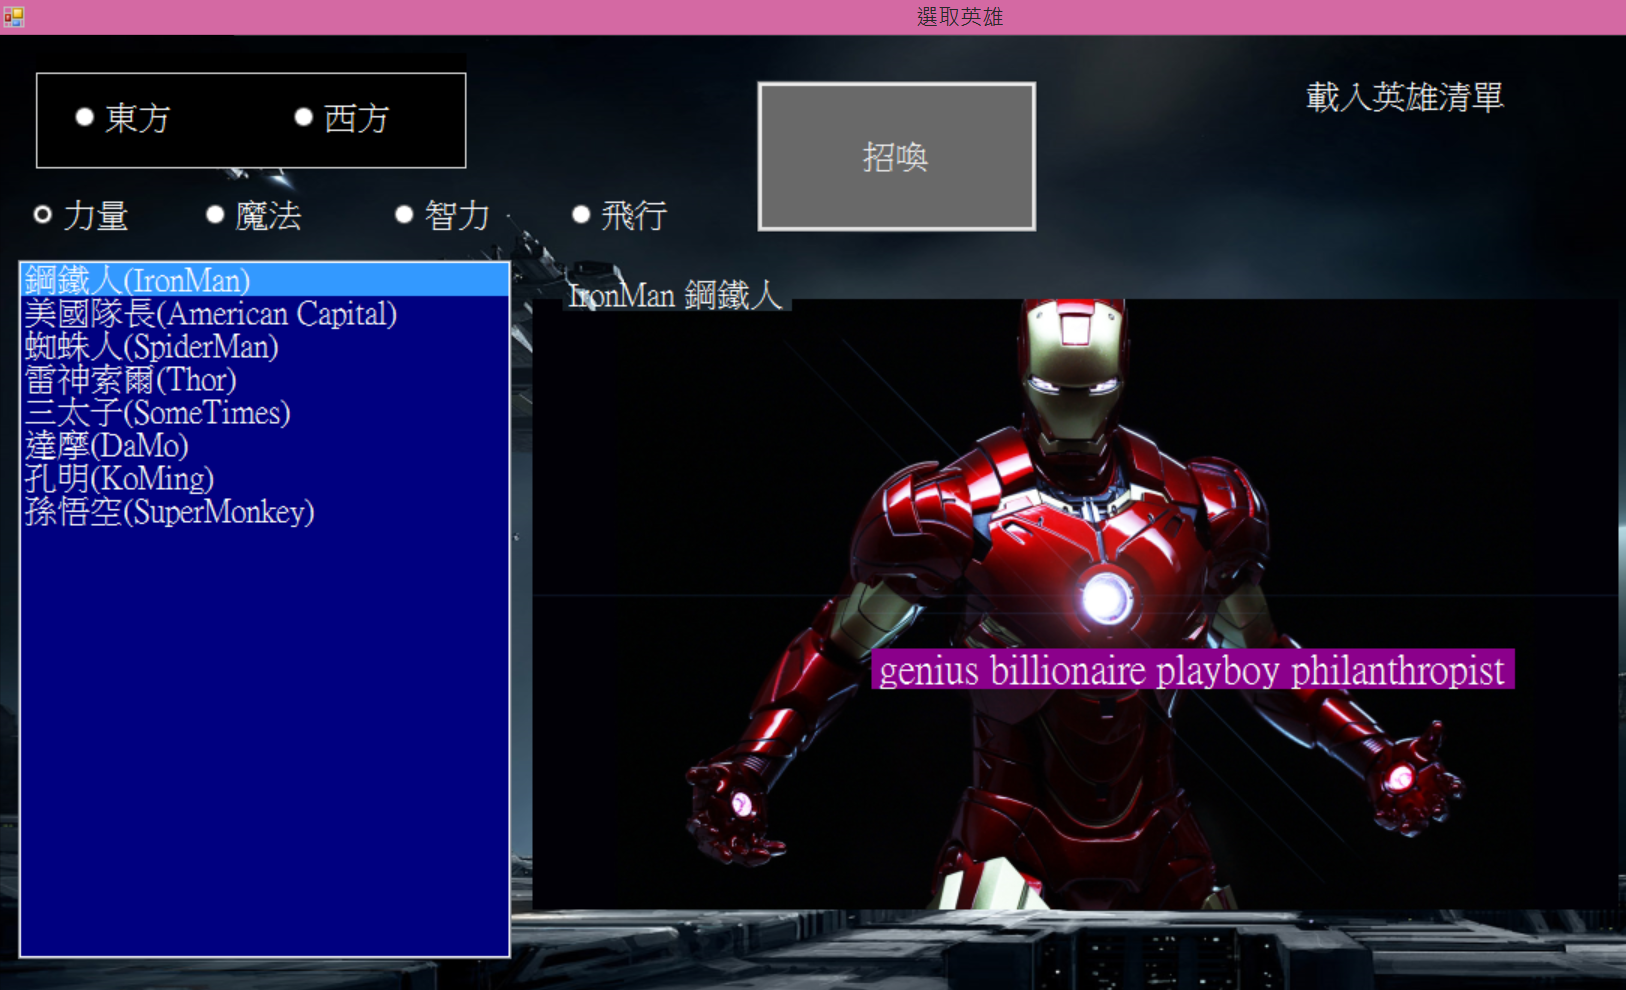 選取英雄
東方
西方
招喚
載入英雄清單
力量
魔法
智力
飛行
鋼鐵人(IronMan)
美國隊長(American Capital)
蜘蛛人(SpiderMan)
雷神索爾(Thor)
三太子(SomeTimes)
達摩(DaMo)
孔明(KoMing)
孫悟空(SuperMonkey)
IronMan 鋼鐵人
genius billionaire playboy philanthropist